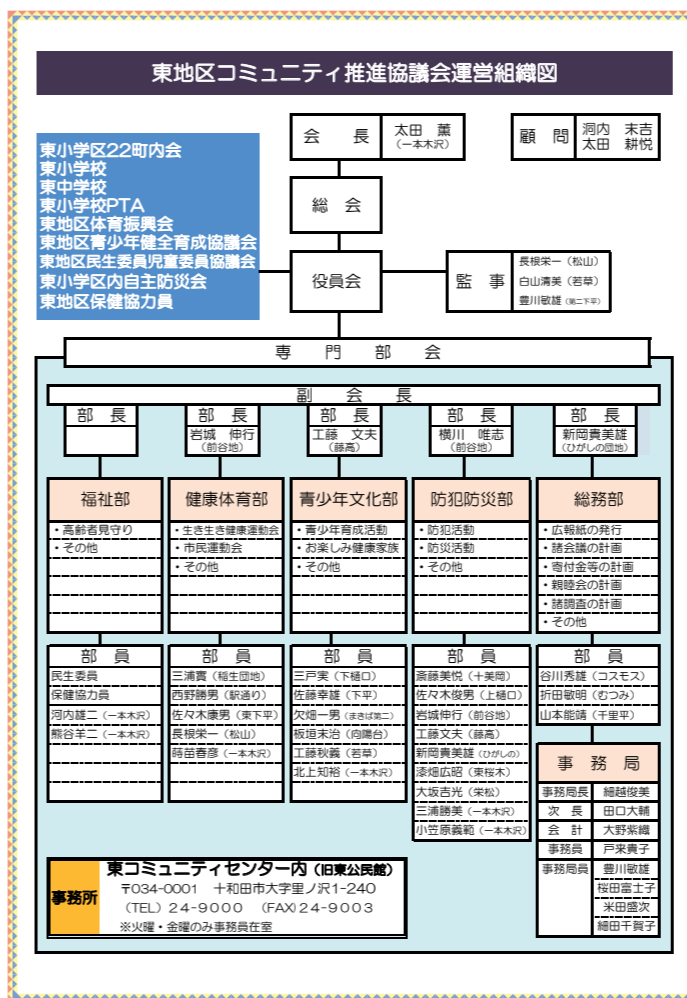 東地区コミュニティ推進協議会運営組織図
会　長
太田　薫
(一本木沢)
顧　問
洞内　末吉
太田　耕悦
東小学区22町内会
東小学校
東中学校
東小学校PTA
東地区体育振興会
東地区青少年健全育成協議会
東地区民生委員児童委員協議会
東小学区内自主防災会
東地区保健協力員
総　会
役員会
監　事
長根栄一（松山）
白山清美（若草）
豊川敏雄（第二下平）
専　門　部　会
副　会　長
部　長
部　長
岩城　伸行
(前谷地)
部　長
工藤　文夫
(藤高)
部　長
横川　唯志
(前谷地)
部　長
新岡貴美雄
(ひがしの団地)
福祉部
・高齢者見守り
・その他
健康体育部
・生き生き健康運動会
・市民運動会
・その他
青少年文化部
・青少年育成活動
・お楽しみ健康家族
・その他
防犯防災部
・防犯活動
・防災活動
・その他
総務部
・広報紙の発行
・諸会議の計画
・寄付金等の計画
・親睦会の計画
・諸調査の計画
・その他
部　員
民生委員
保健協力員
河内雄二（一本木沢）
熊谷羊二（一本木沢）
部　員
三浦實（稲生団地）
西野勝男（駅通り）
佐々木康男（東下平）
長根栄一（松山）
蒔苗春彦（一本木沢）
部　員
三戸実（下樋口）
佐藤幸雄（下平）
欠畑一男（まきば第二）
板垣末治（向陽台）
工藤秋義（若草）
北上知裕（一本木沢）
部　員
斎藤美悦（十美岡）
佐々木俊男（上樋口）
岩城伸行（前谷地）
工藤文夫（藤高）
新岡貴美雄（ひがしの）
漆畑広昭（東桜木）
大坂吉光（栄松）
三浦勝美（一本木沢）
小笠原義範（一本木沢）
部　員
谷川秀雄（コスモス）
折田敏明（むつみ）
山本能靖（千里平）
事　務　局
事務局長　細越俊美
次　長　田口大輔
会　計　大野紫織
事務員　戸来貴子
事務局員　豊川敏雄
桜田富士子
米田盛次
細田千賀子
事務所
東コミュニティセンター内（旧東公民館）
〒034-0001　十和田市大字里ノ沢1-240
（TEL）24-9000　（FAX)24-9003
※火曜・金曜のみ事務員在室